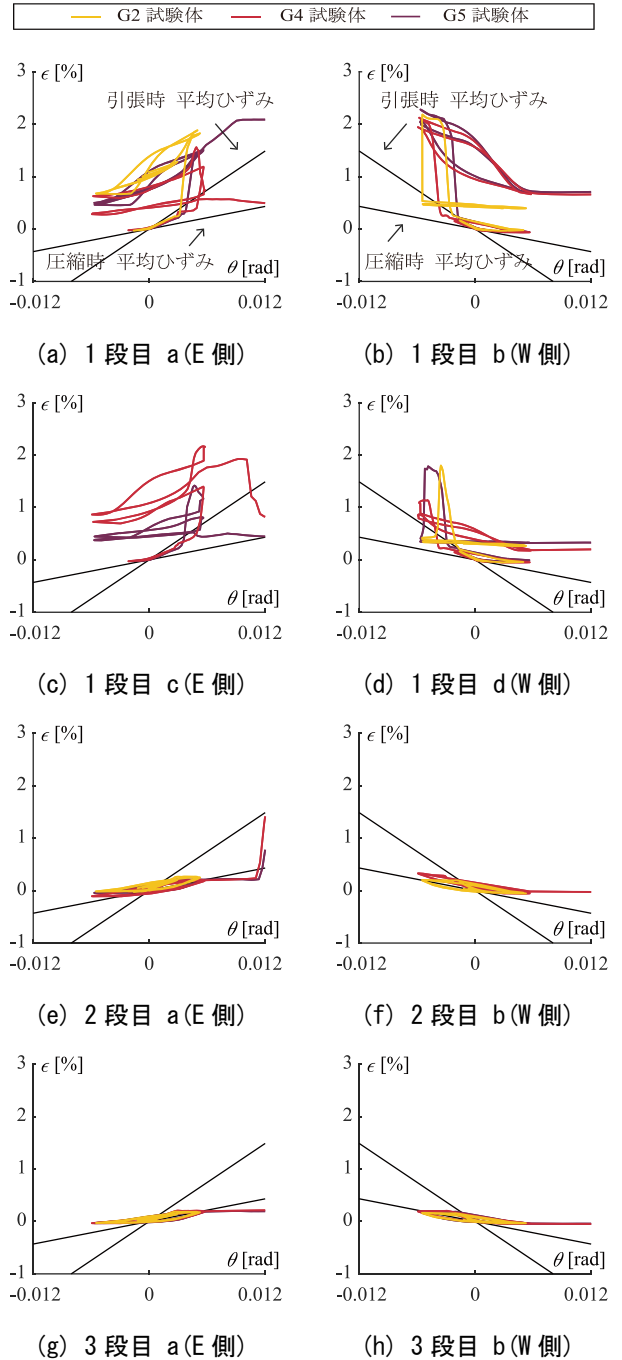 G2 試験体 G4 試験体 G5 試験体
3 ϵ [%]
引張時 平均ひずみ
2
1
0
圧縮時 平均ひずみ
θ [rad]
-1
-0.012 0 0.012
(a) 1 段目 a(E 側)
3 ϵ [%]
引張時 平均ひずみ
2
1
0
圧縮時 平均ひずみ
θ [rad]
-1
-0.012 0 0.012
(b) 1 段目 b(W 側)
3 ϵ [%]
2
1
0
θ [rad]
-1
-0.012 0 0.012
(c) 1 段目 c(E 側)
3 ϵ [%]
2
1
0
θ [rad]
-1
-0.012 0 0.012
(d) 1 段目 d(W 側)
3 ϵ [%]
2
1
0
θ [rad]
-1
-0.012 0 0.012
(e) 2 段目 a(E 側)
3 ϵ [%]
2
1
0
θ [rad]
-1
-0.012 0 0.012
(f) 2 段目 b(W 側)
3 ϵ [%]
2
1
0
θ [rad]
-1
-0.012 0 0.012
(g) 3 段目 a(E 側)
3 ϵ [%]
2
1
0
θ [rad]
-1
-0.012 0 0.012
(h) 3 段目 b(W 側)